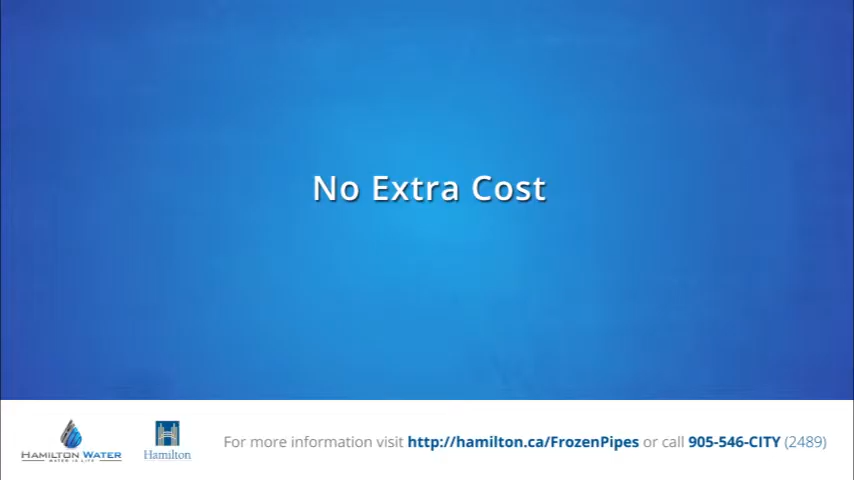 No Extra Cost
HAMILTON WATER
WATER IS LIFE
Hamilton
For more information visit http://hamilton.ca/FrozenPipes or call 905-546-CITY (2489)